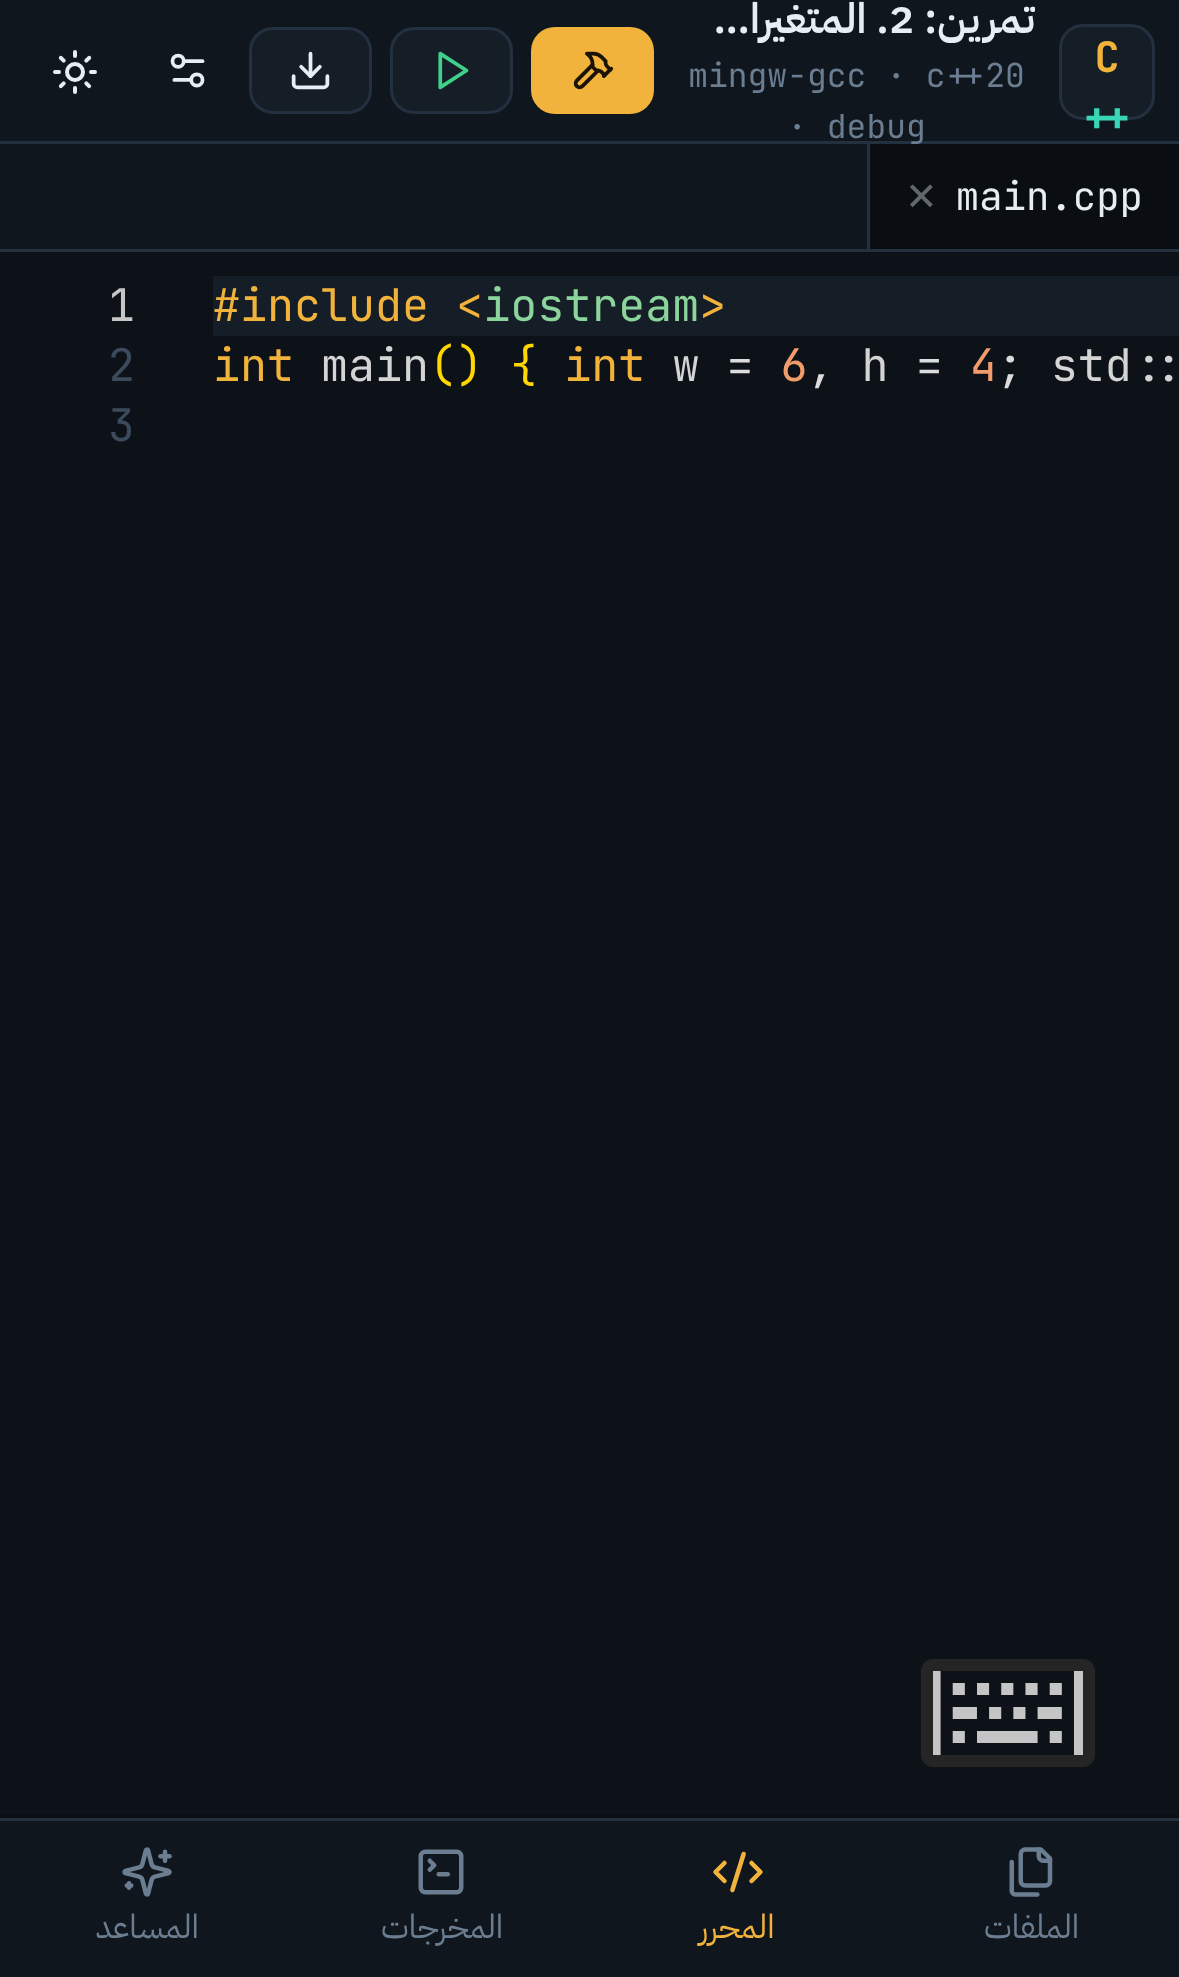 تمرين: 2. المتغيرا...
mingw-gcc · c++20
· debug
C
++
main.cpp
1 #include <iostream>
2 int main() { int w = 6, h = 4; std::
3
الملفات
المحرر
المخرجات
المساعد